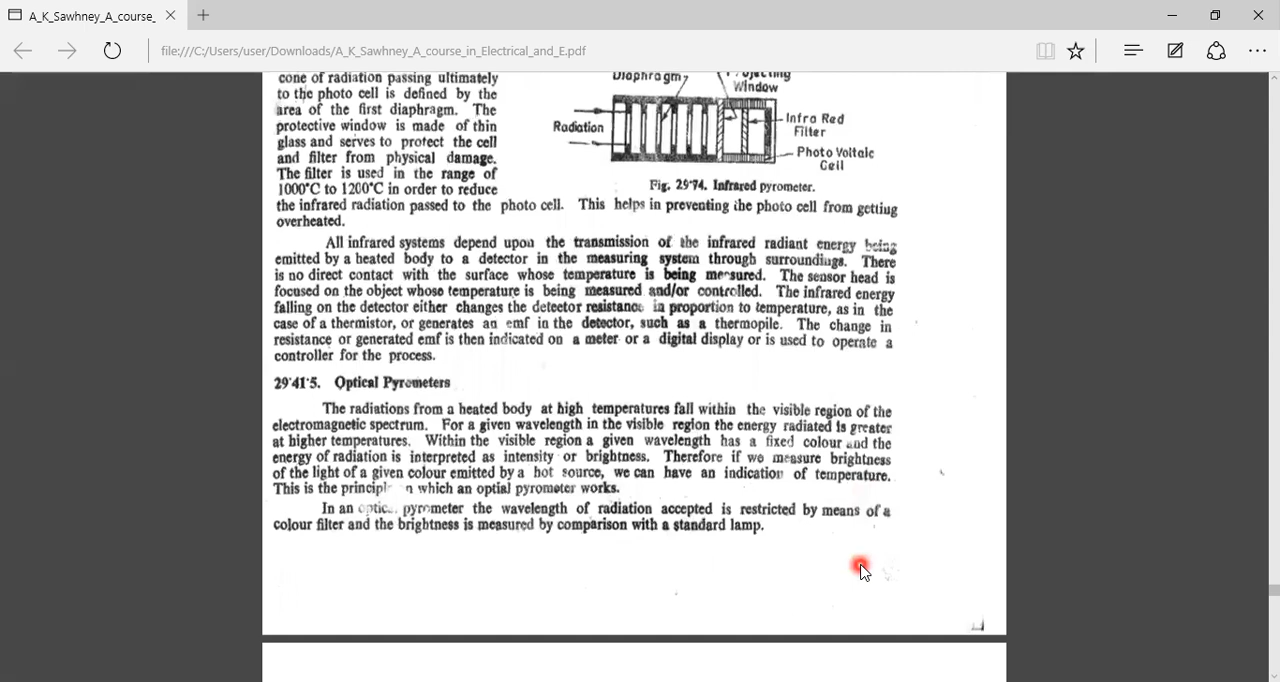 A_K_Sawhney_A_course_
file:///C:/Users/user/Downloads/A_K_Sawhney_A_course_in_Electrical_and_E.pdf
cone of radiation passing ultimately
to the photo cell is defined by the
area of the first diaphragm. The
protective window is made of thin
glass and serves to protect the cell
and filter from physical damage.
The filter is used in the range of
1000°C to 1200°C in order to reduce
the infrared radiation passed to the photo cell. This helps in preventing the photo cell from getting
overheated.
Diaphragm
Window
Radiation
Infra Red
Filter
Photo Voltaic
Cell
Fig. 29·74. Infrared pyrometer.
All infrared systems depend upon the transmission of the infrared radiant energy being
emitted by a heated body to a detector in the measuring system through surroundings. There
is no direct contact with the surface whose temperature is being measured. The sensor head is
focused on the object whose temperature is being measured and/or controlled. The infrared energy
falling on the detector either changes the detector resistance in proportion to temperature, as in the
case of a thermistor, or generates an emf in the detector, such as a thermopile. The change in
resistance or generated emf is then indicated on a meter or a digital display or is used to operate a
controller for the process.
29·41·5. Optical Pyrometers
The radiations from a heated body at high temperatures fall within the visible region of the
electromagnetic spectrum. For a given wavelength in the visible region the energy radiated is greater
at higher temperatures. Within the visible region a given wavelength has a fixed colour and the
energy of radiation is interpreted as intensity or brightness. Therefore if we measure brightness
of the light of a given colour emitted by a hot source, we can have an indication of temperature.
This is the principl n which an optial pyrometer works.
In an optic pyrometer the wavelength of radiation accepted is restricted by means of a
colour filter and the brightness is measured by comparison with a standard lamp.